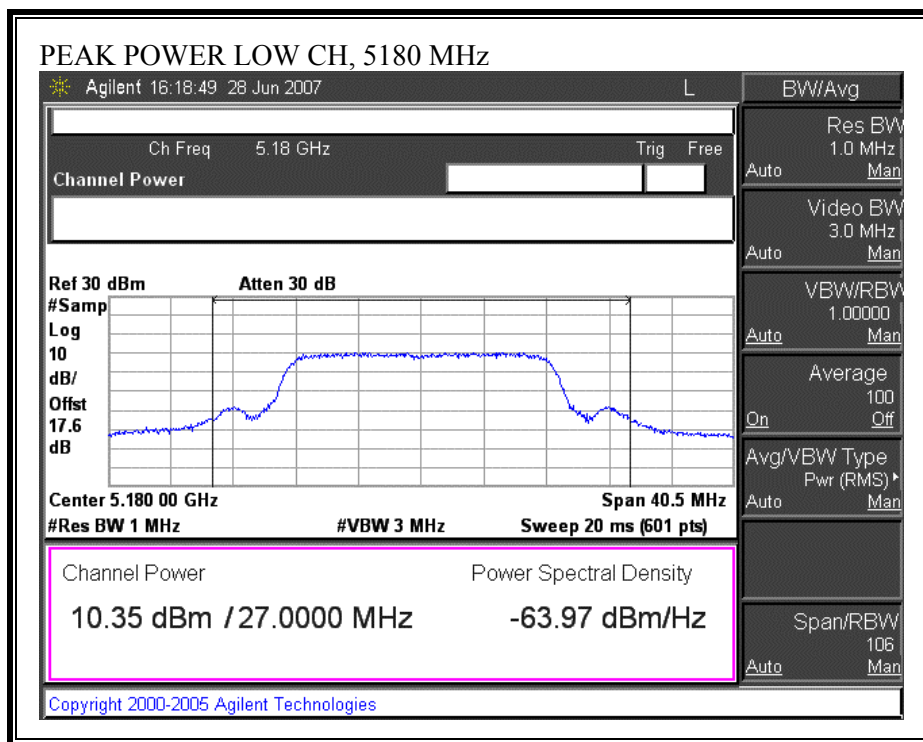 PEAK POWER LOW CH, 5180 MHz
Agilent 16:18:49 28 Jun 2007 L
BW/Avg
Ch Freq 5.18 GHz Trig Free
Channel Power
Res BW
1.0 MHz
Auto Man
Video BW
3.0 MHz
Auto Man
VBW/RBW
1.00000
Auto Man
Average
100
On Off
Avg/VBW Type
Pwr (RMS)
Auto Man
Span/RBW
106
Auto Man
Ref 30 dBm Atten 30 dB
#Samp
Log
10
dB/
Offst
17.6
dB
Center 5.180 00 GHz Span 40.5 MHz
#Res BW 1 MHz #VBW 3 MHz Sweep 20 ms (601 pts)
Channel Power Power Spectral Density
10.35 dBm / 27.0000 MHz -63.97 dBm/Hz
Copyright 2000-2005 Agilent Technologies